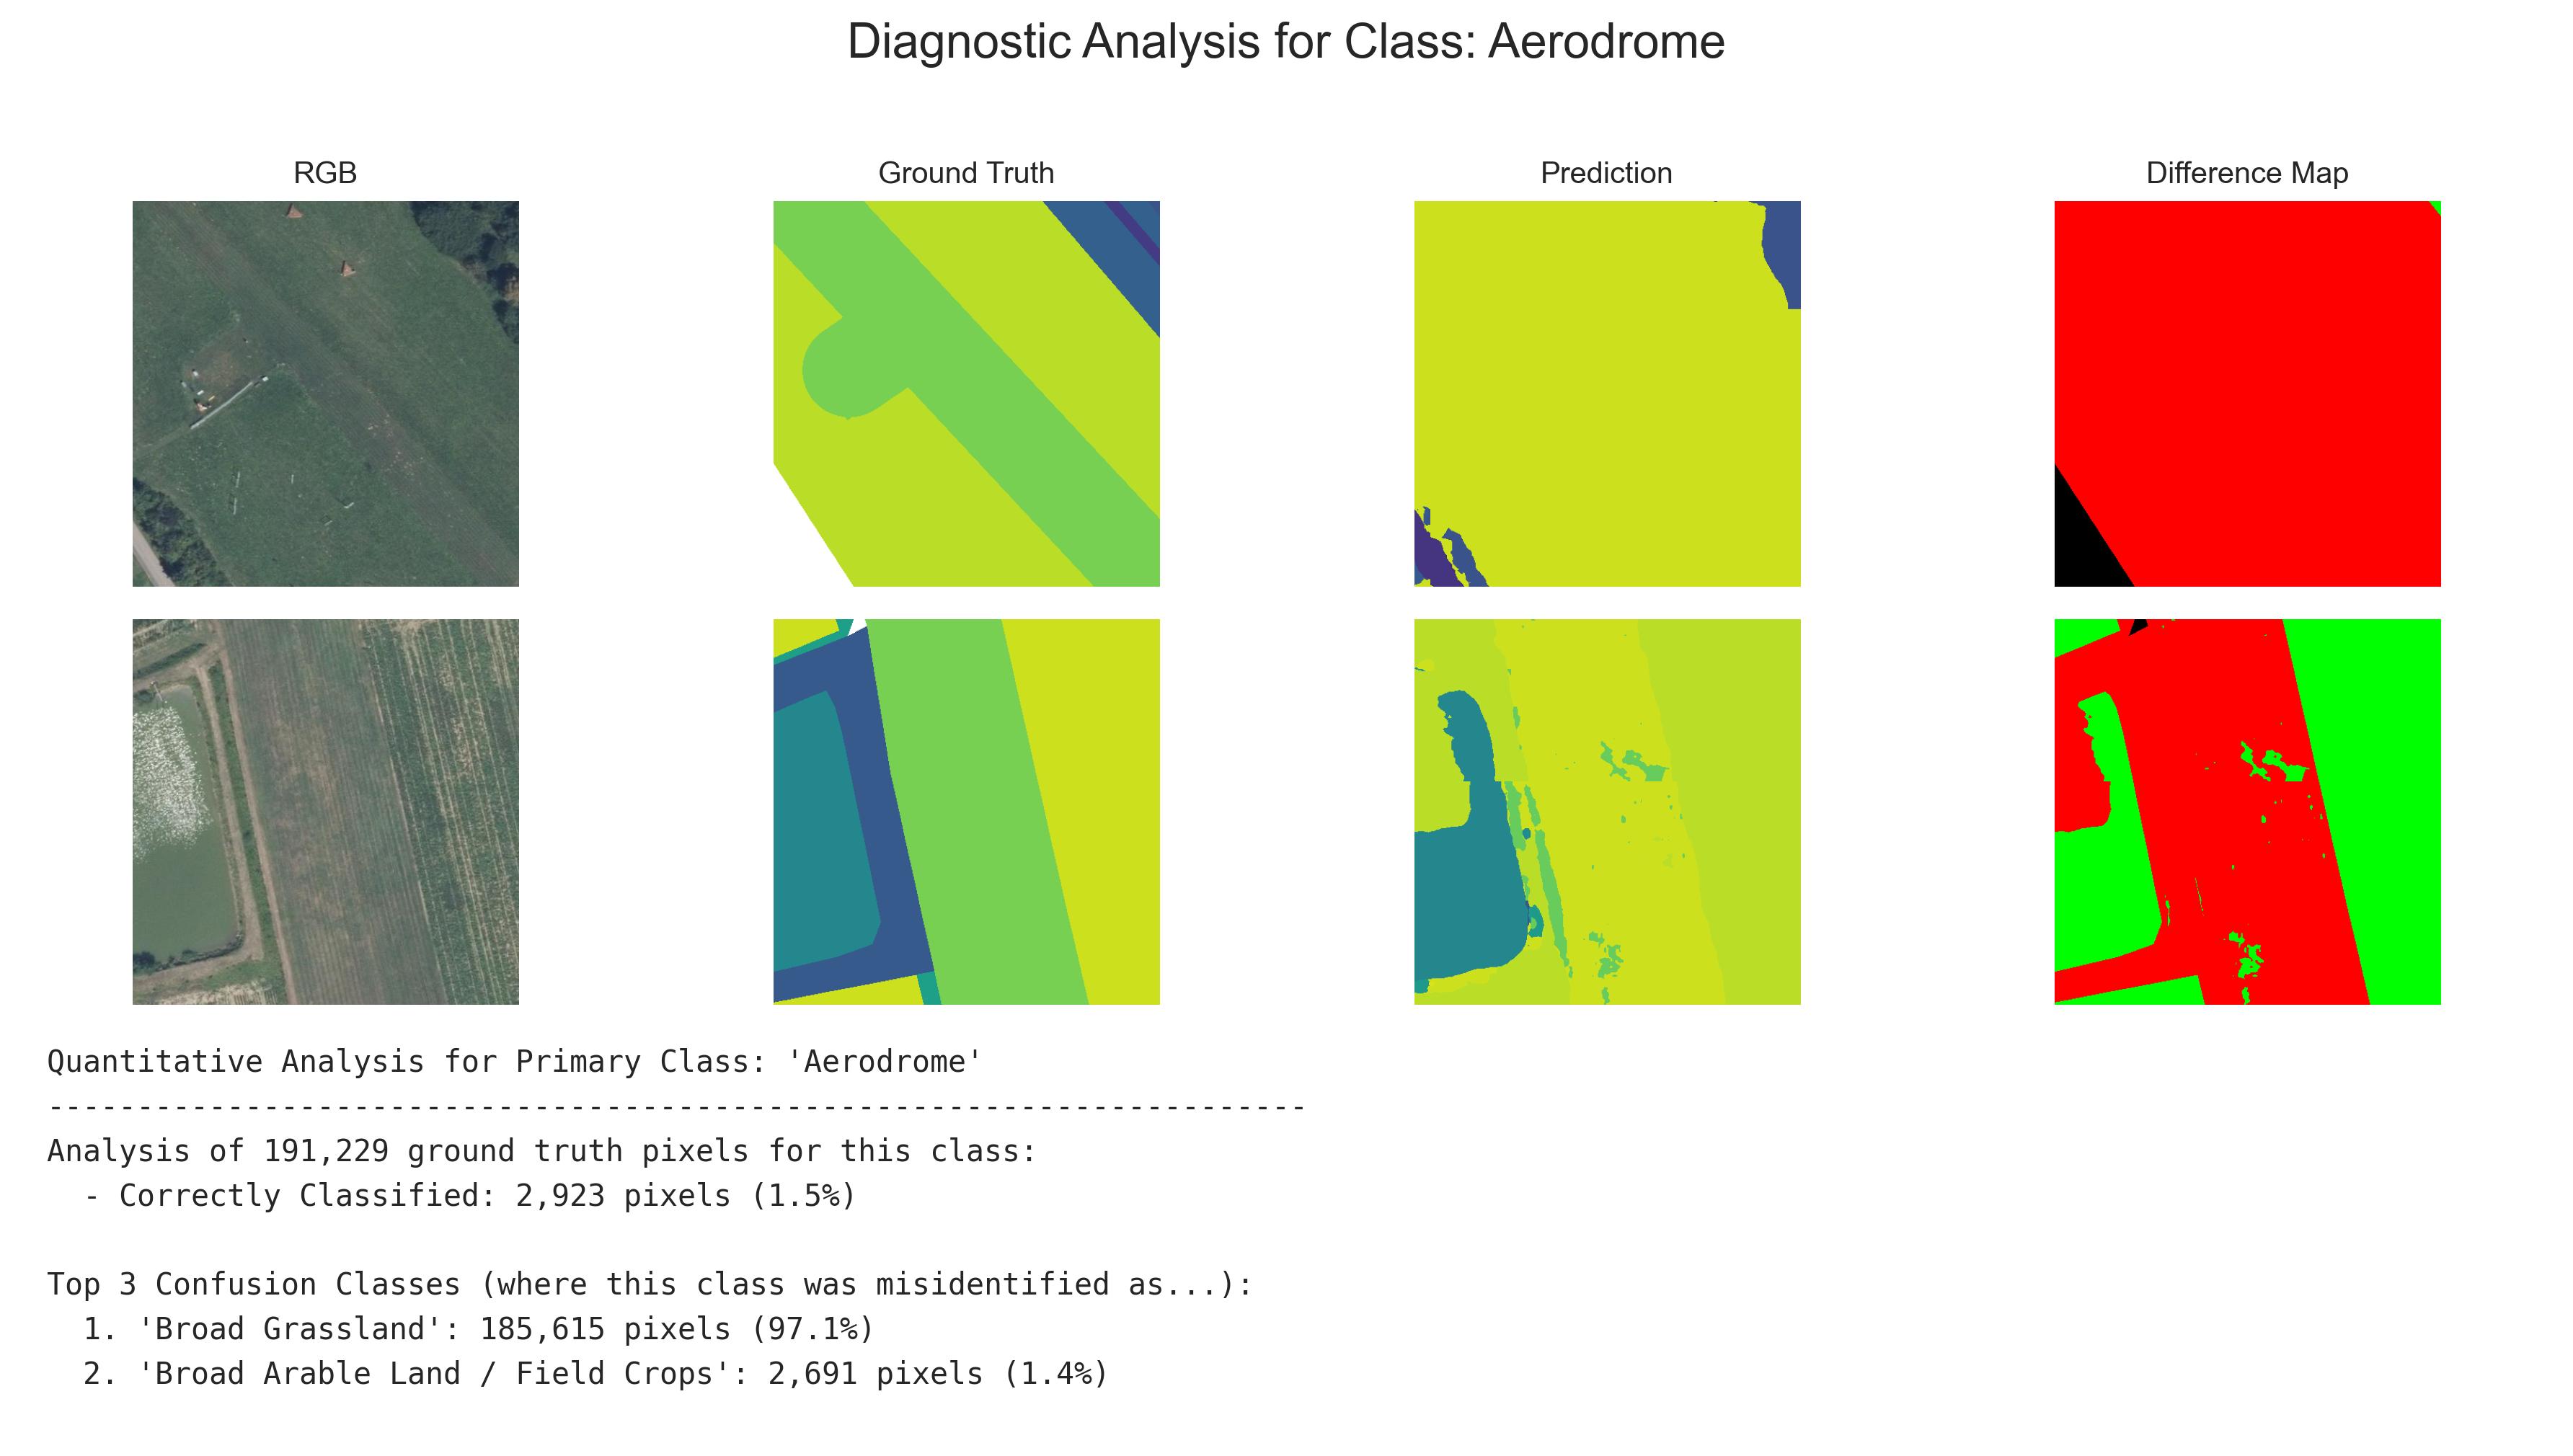 Diagnostic Analysis for Class: Aerodrome
RGB
Ground Truth
Prediction
Difference Map
Quantitative Analysis for Primary Class: 'Aerodrome'
----------------------------------------------------------------------
Analysis of 191,229 ground truth pixels for this class:
- Correctly Classified: 2,923 pixels (1.5%)
Top 3 Confusion Classes (where this class was misidentified as...):
1. 'Broad Grassland': 185,615 pixels (97.1%)
2. 'Broad Arable Land / Field Crops': 2,691 pixels (1.4%)